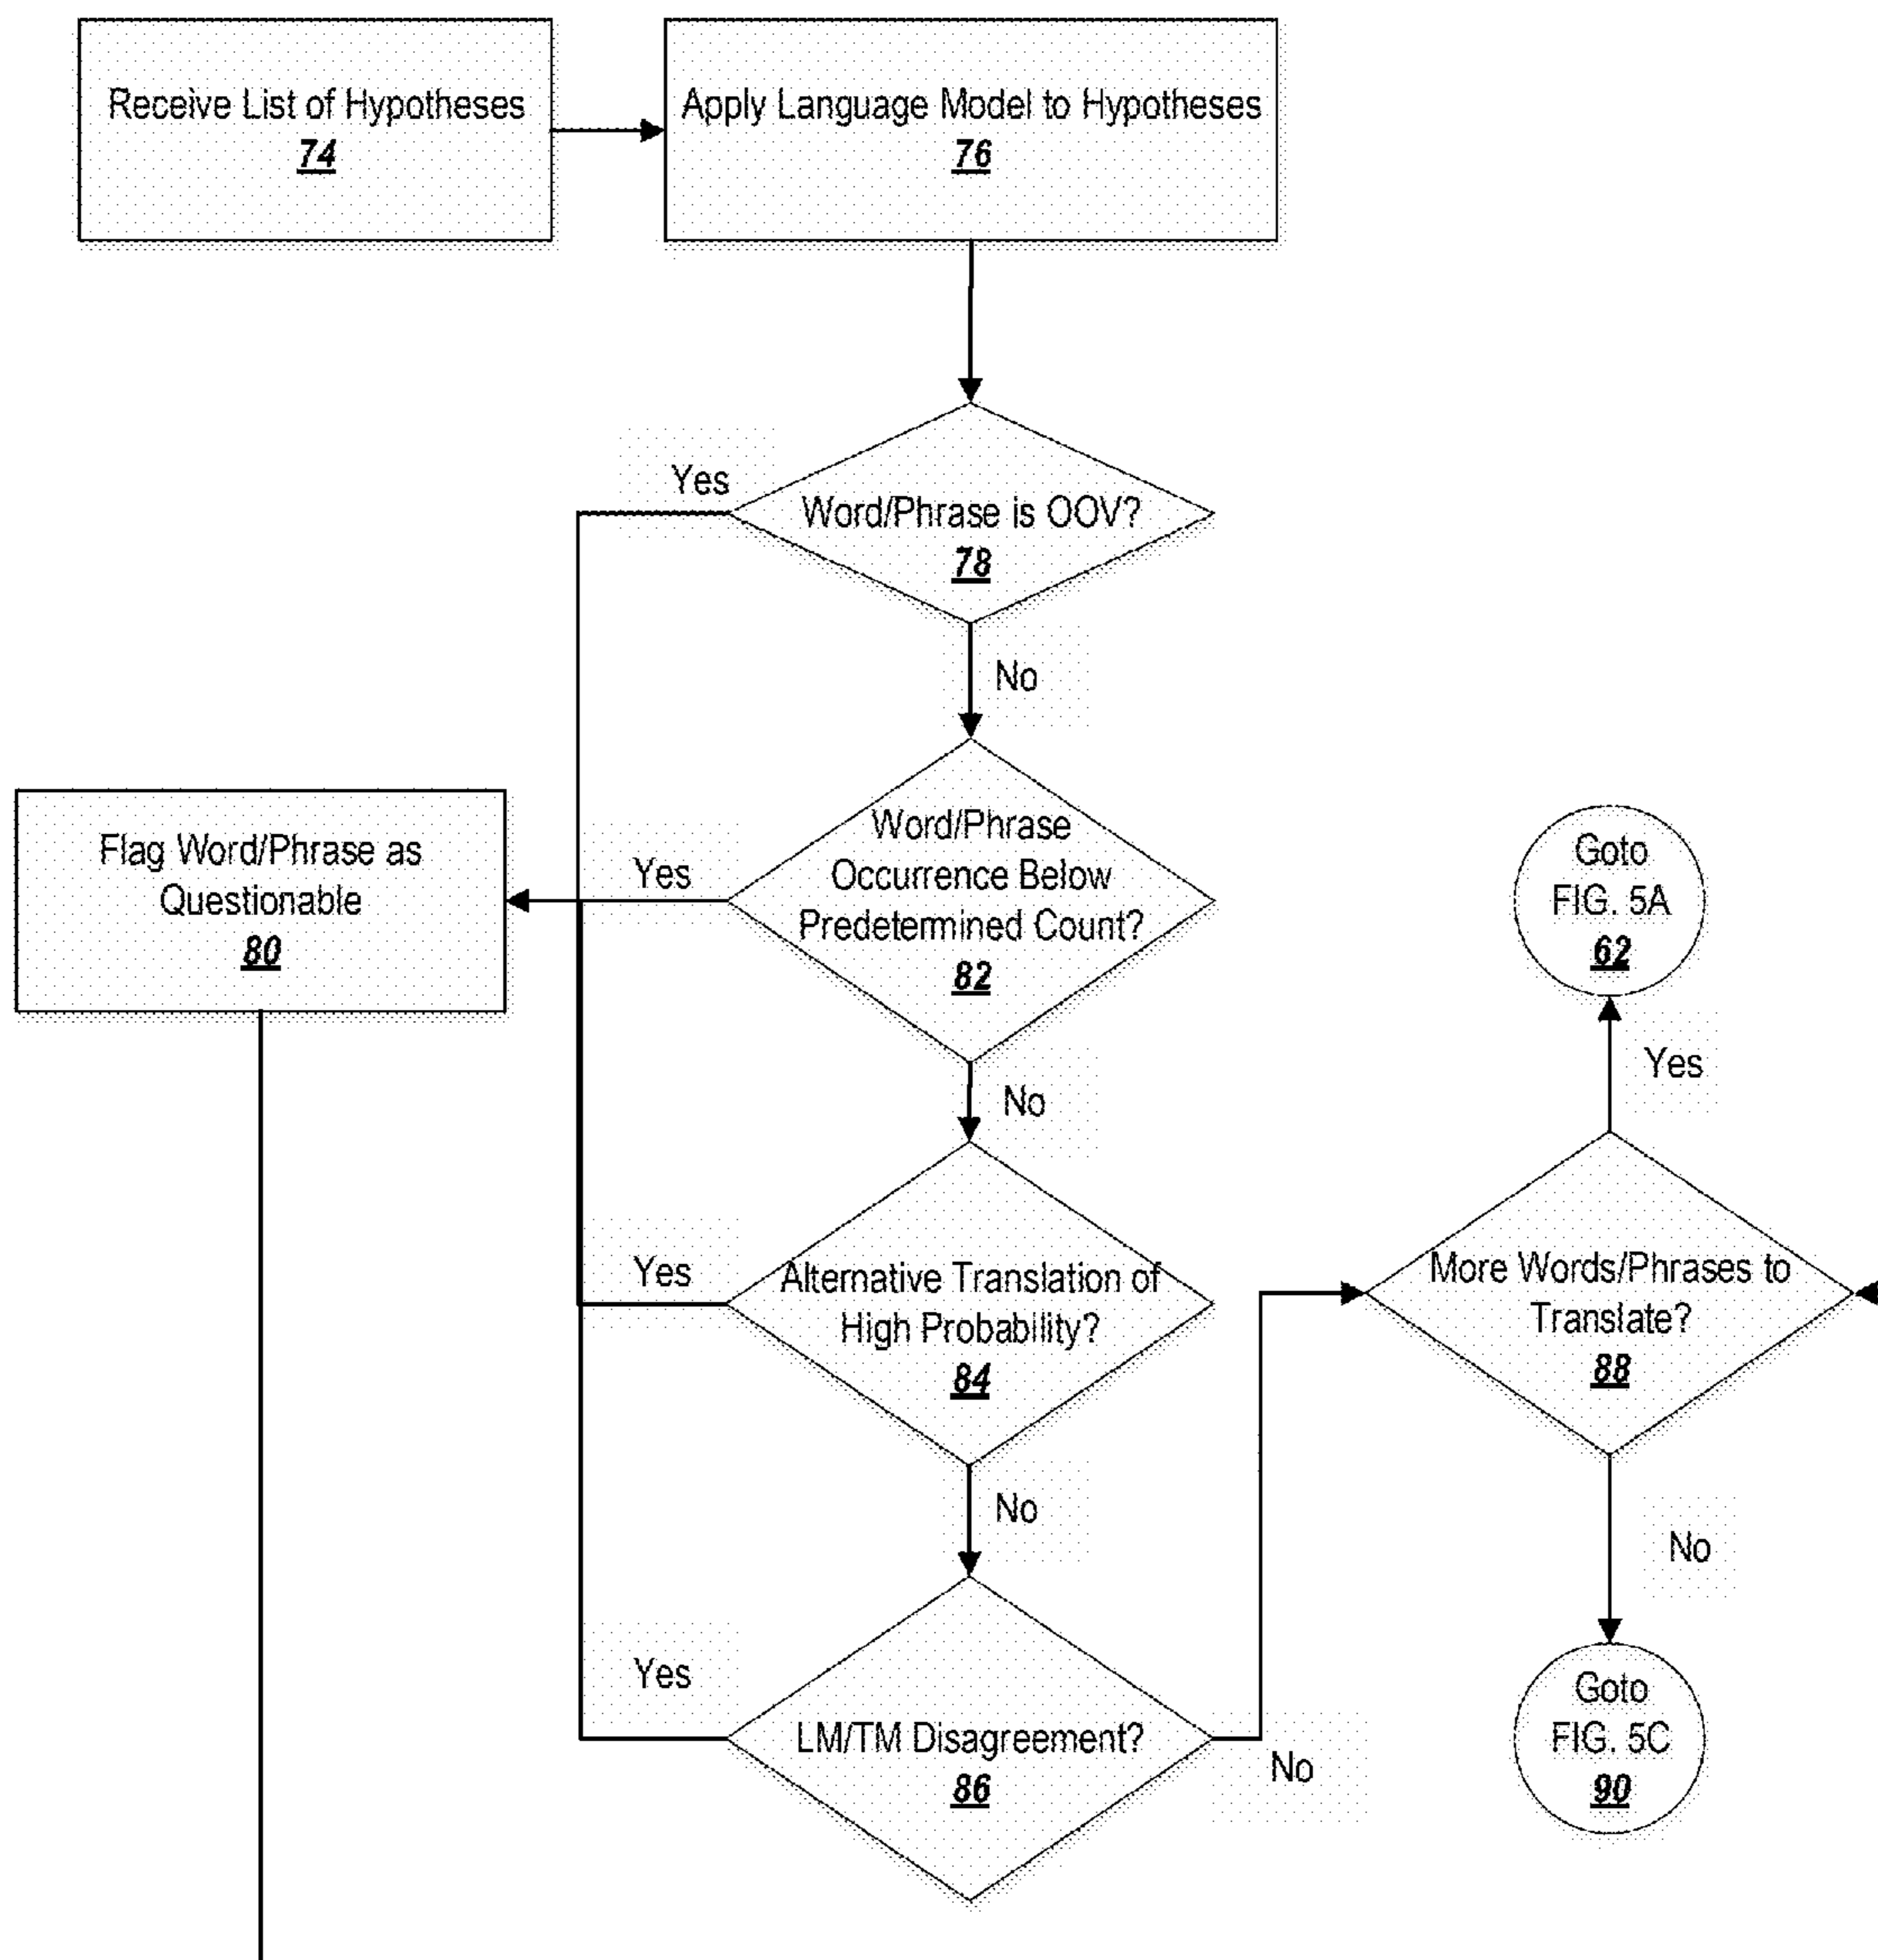 Receive List of Hypotheses
74
Apply Language Model to Hypotheses
76
Yes
Word/Phrase is OOV?
78
No
Flag Word/Phrase as
Questionable
80
Yes
Word/Phrase
Occurrence Below
Predetermined Count?
82
Goto
FIG. 5A
62
Yes
No
Yes
Alternative Translation of
High Probability?
84
More Words/Phrases to
Translate?
88
No
No
Yes
LM/TM Disagreement?
86
No
Goto
FIG. 5C
90